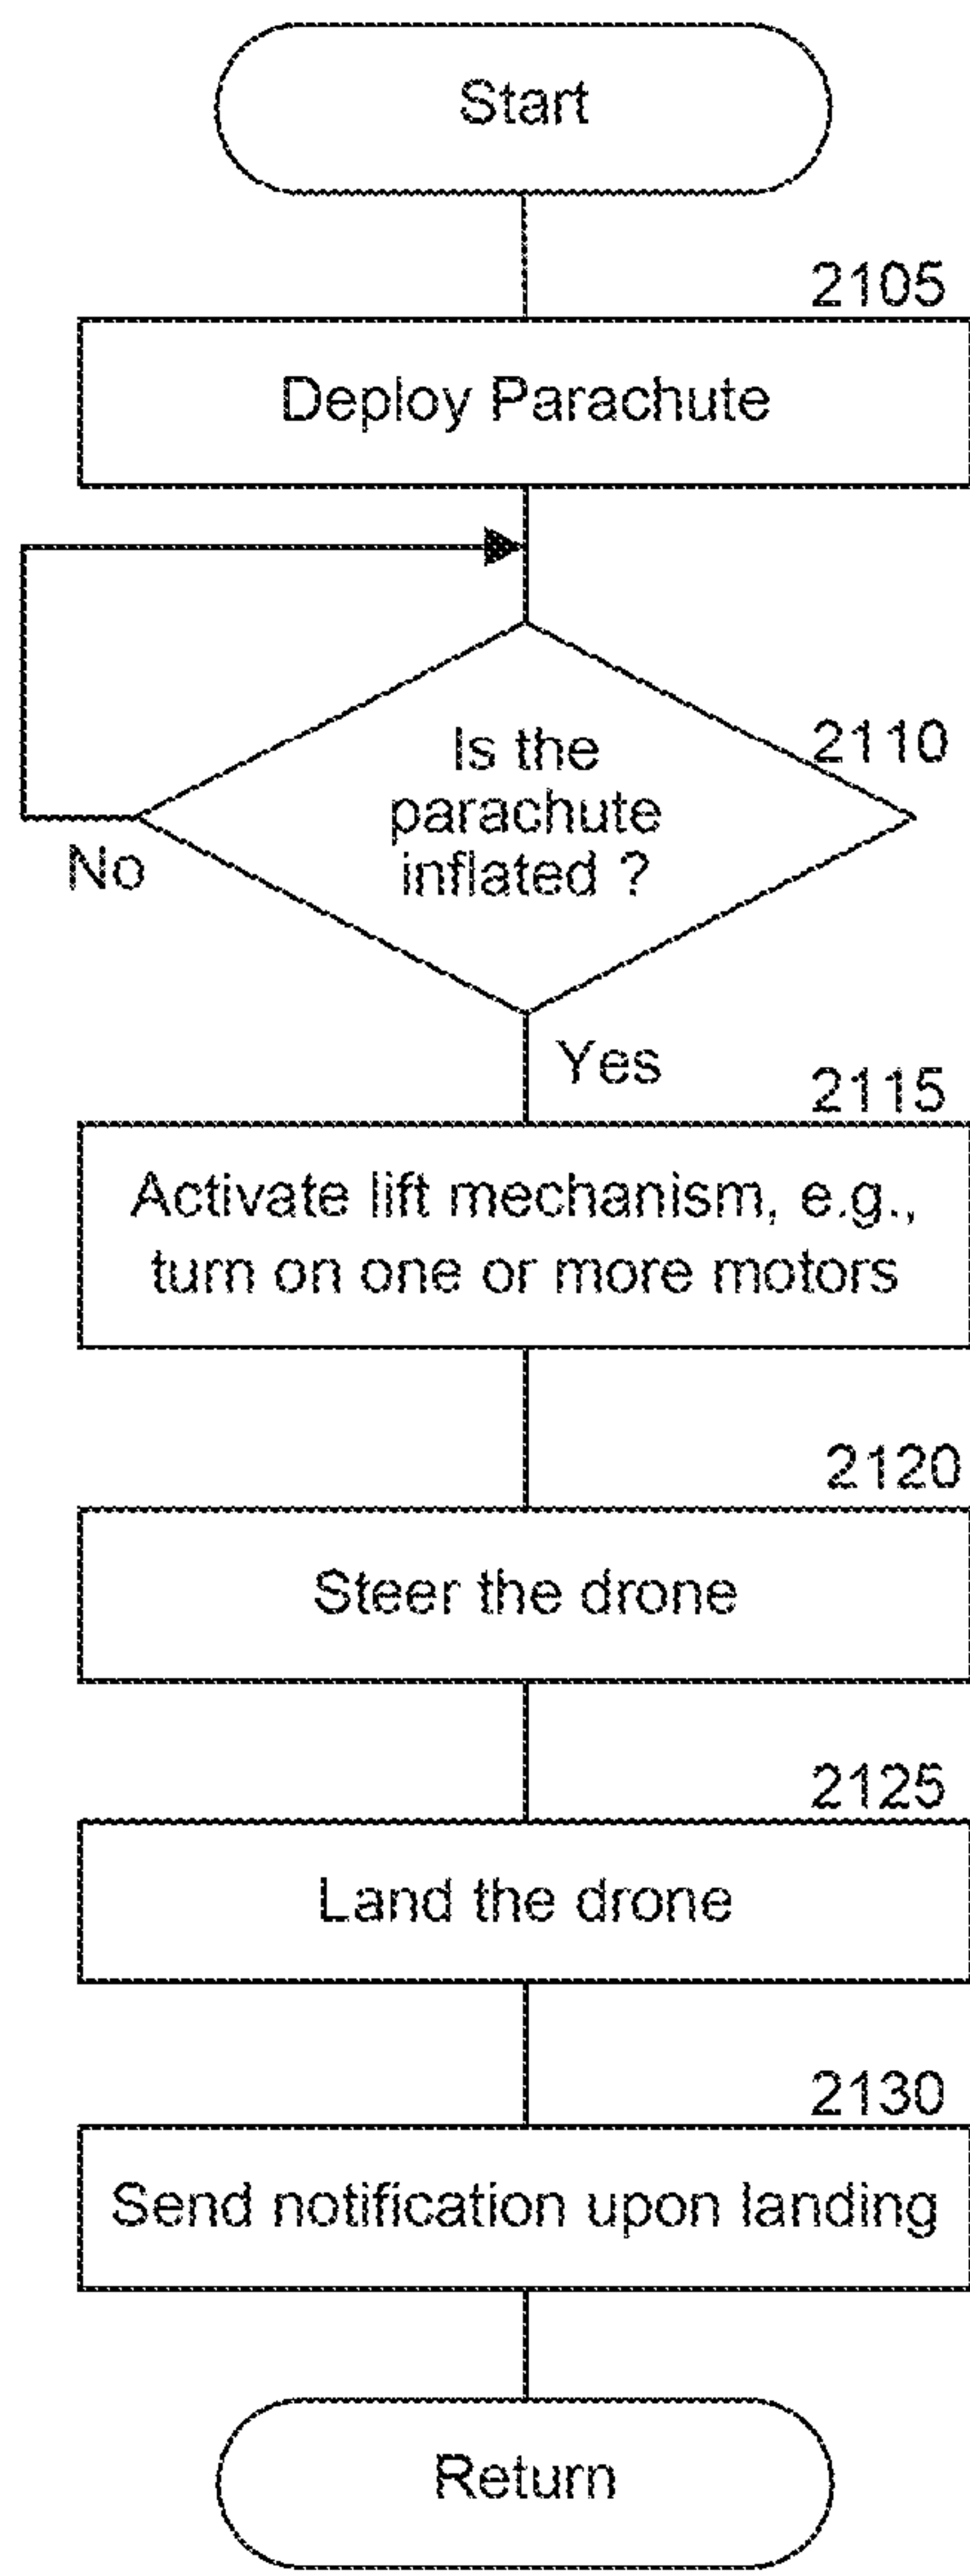 Start
2105
Deploy Parachute
2110
Is the
parachute
inflated ?
No
Yes
2115
Activate lift mechanism, e.g.,
turn on one or more motors
2120
Steer the drone
2125
Land the drone
2130
Send notification upon landing
Return